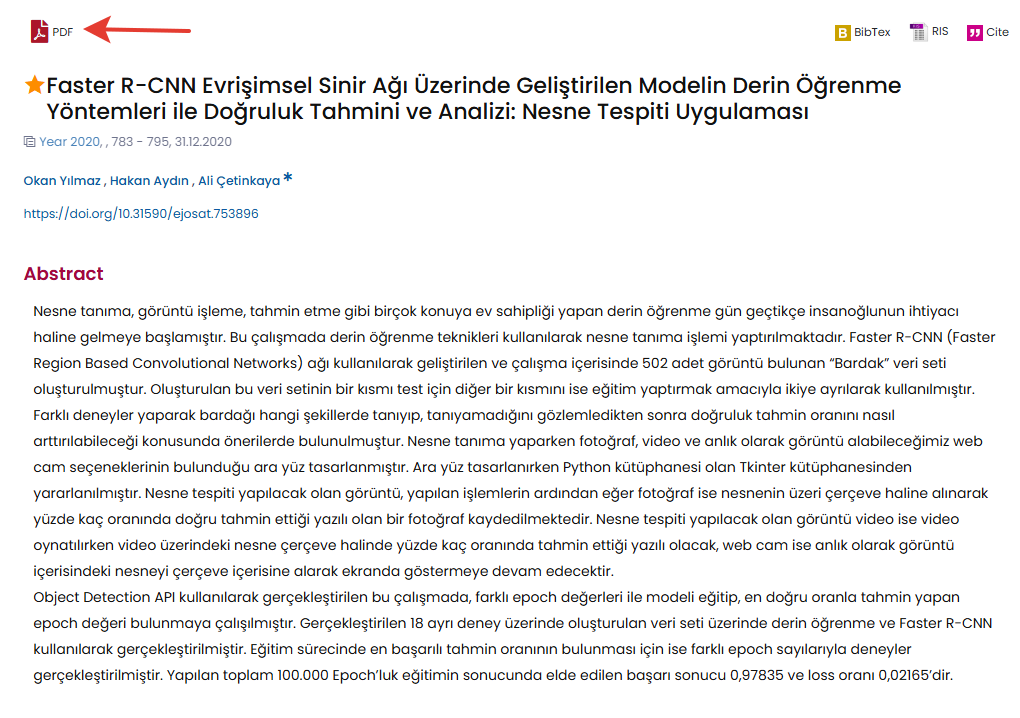 PDF
BibTex RIS Cite
Faster R-CNN Evrişimsel Sinir Ağı Üzerinde Geliştirilen Modelin Derin Öğrenme
Yöntemleri ile Doğruluk Tahmini ve Analizi: Nesne Tespiti Uygulaması
Year 2020, , 783 - 795, 31.12.2020
Okan Yılmaz , Hakan Aydın , Ali Çetinkaya *
https://doi.org/10.31590/ejosat.753896
Abstract
Nesne tanıma, görüntü işleme, tahmin etme gibi birçok konuya ev sahipliği yapan derin öğrenme gün geçtikçe insanoğlunun ihtiyacı
haline gelmeye başlamıştır. Bu çalışmada derin öğrenme teknikleri kullanılarak nesne tanıma işlemi yaptırılmaktadır. Faster R-CNN (Faster
Region Based Convolutional Networks) ağı kullanılarak geliştirilen ve çalışma içerisinde 502 adet görüntü bulunan “Bardak” veri seti
oluşturulmuştur. Oluşturulan bu veri setinin bir kısmı test için diğer bir kısmını ise eğitim yaptırmak amacıyla ikiye ayrılarak kullanılmıştır.
Farklı deneyler yaparak bardağı hangi şekillerde tanıyıp, tanıyamadığını gözlemledikten sonra doğruluk tahmin oranını nasıl
arttırılabileceği konusunda önerilerde bulunulmuştur. Nesne tanıma yaparken fotoğraf, video ve anlık olarak görüntü alabileceğimiz web
cam seçeneklerinin bulunduğu ara yüz tasarlanmıştır. Ara yüz tasarlanırken Python kütüphanesi olan Tkinter kütüphanesinden
yararlanılmıştır. Nesne tespiti yapılacak olan görüntü, yapılan işlemlerin ardından eğer fotoğraf ise nesnenin üzeri çerçeve haline alınarak
yüzde kaç oranında doğru tahmin ettiği yazılı olan bir fotoğraf kaydedilmektedir. Nesne tespiti yapılacak olan görüntü video ise video
oynatılırken video üzerindeki nesne çerçeve halinde yüzde kaç oranında tahmin ettiği yazılı olacak, web cam ise anlık olarak görüntü
içerisindeki nesneyi çerçeve içerisine alarak ekranda göstermeye devam edecektir.
Object Detection API kullanılarak gerçekleştirilen bu çalışmada, farklı epoch değerleri ile modeli eğitip, en doğru oranla tahmin yapan
epoch değeri bulunmaya çalışılmıştır. Gerçekleştirilen 18 ayrı deney üzerinde oluşturulan veri seti üzerinde derin öğrenme ve Faster R-CNN
kullanılarak gerçekleştirilmiştir. Eğitim sürecinde en başarılı tahmin oranının bulunması için ise farklı epoch sayılarıyla deneyler
gerçekleştirilmiştir. Yapılan toplam 100.000 Epoch’luk eğitimin sonucunda elde edilen başarı sonucu 0,97835 ve loss oranı 0,02165’dir.